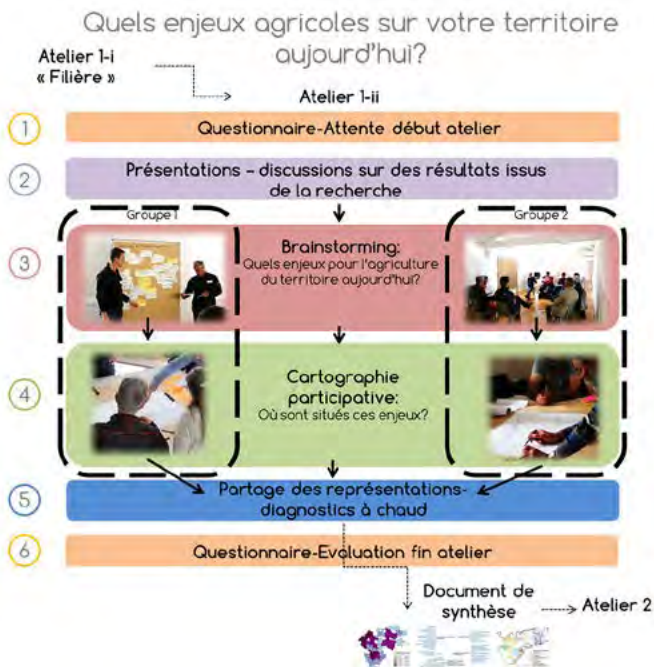 Quels enjeux agricoles sur votre territoire
aujourd'hui?
Atelier 1-i
« Filière »
Atelier 1-ii
1
Questionnaire-Attente début atelier
2
Présentations – discussions sur des résultats issus
de la recherche
Groupe 1
Groupe 2
3
Brainstorming:
Quels enjeux pour l'agriculture
du territoire aujourd'hui?
4
Cartographie
participative:
Où sont situés ces enjeux?
5
Partage des représentations-
diagnostics à chaud
6
Questionnaire-Evaluation fin atelier
Document de
synthèse
Atelier 2